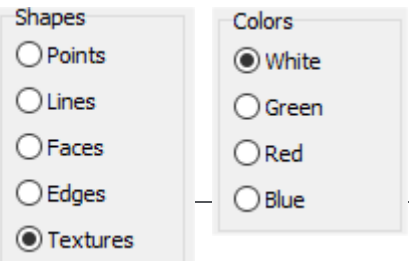 Shapes
Points
Lines
Faces
Edges
Textures
Colors
White
Green
Red
Blue